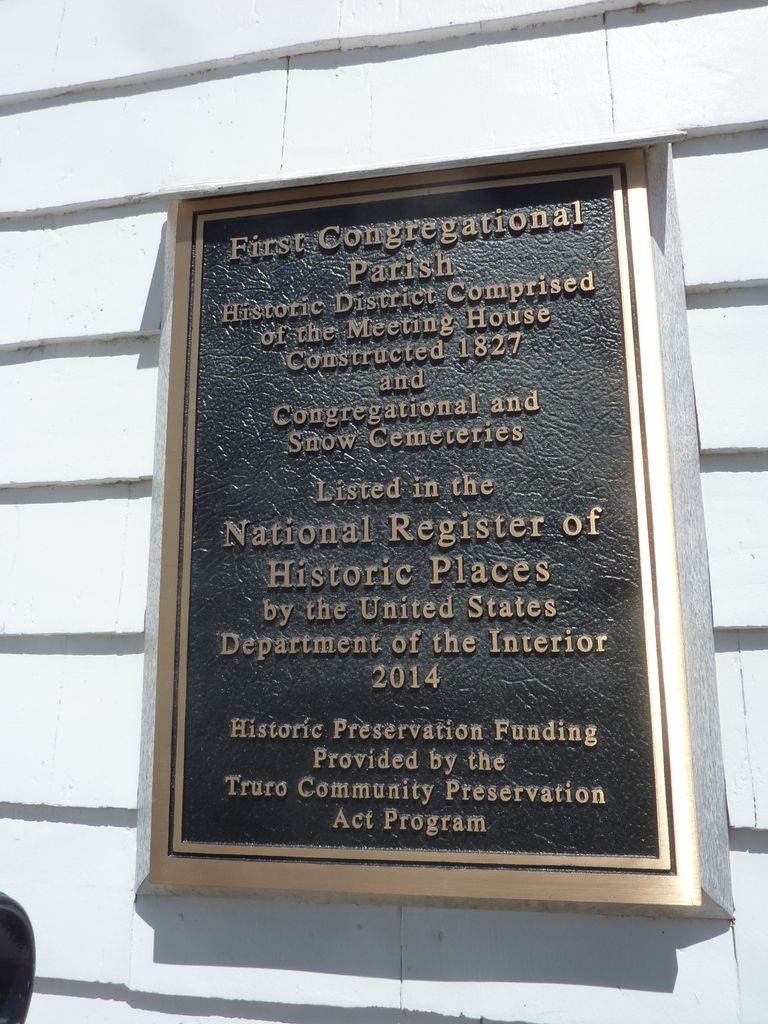 First Congregational
Parish
Historic District Comprised
of the Meeting House
Constructed 1827
and
Congregational and
Snow Cemeteries
Listed in the
National Register of
Historic Places
by the United States
Department of the Interior
2014
Historic Preservation Funding
Provided by the
Truro Community Preservation
Act Program